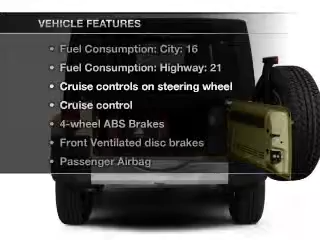 VEHICLE FEATURES
• Fuel Consumption: City: 16
• Fuel Consumption: Highway: 21
• Cruise controls on steering wheel
• Cruise control
• 4-wheel ABS Brakes
• Front Ventilated disc brakes
• Passenger Airbag